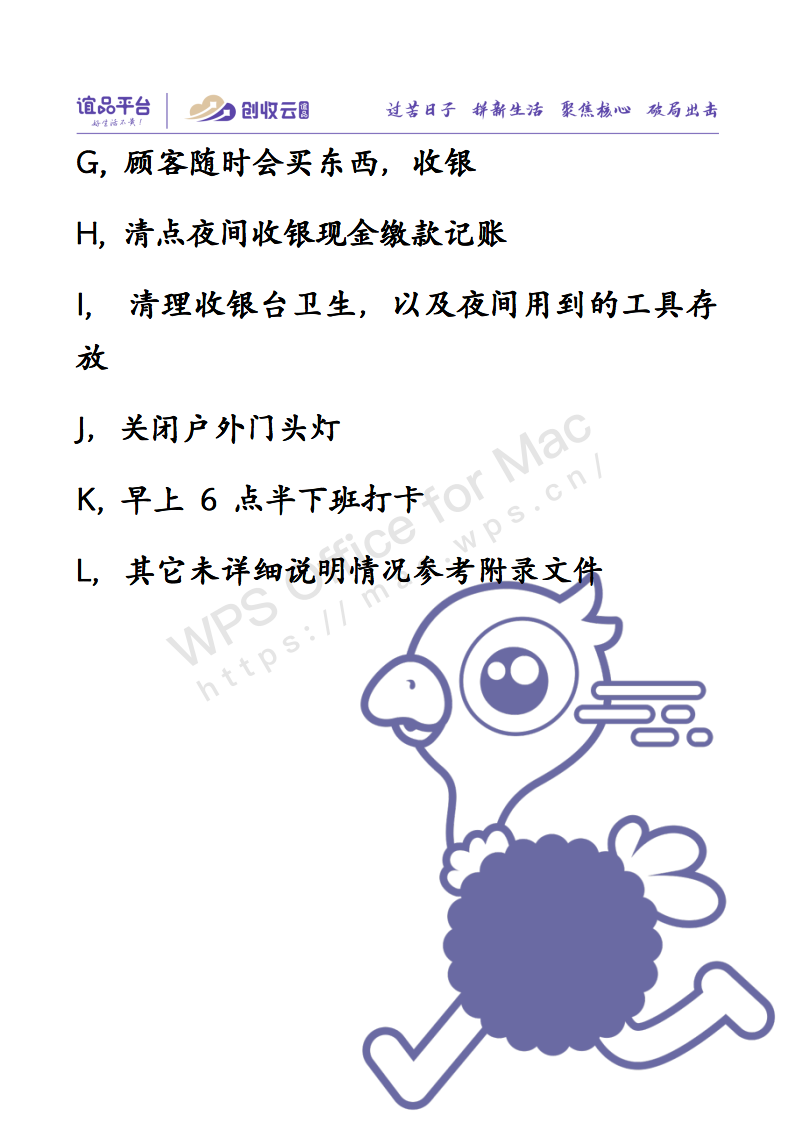 谊品平台
好生活不贵！
创收云
谊品
过苦日子 拼新生活 聚焦核心 破局出击
G, 顾客随时会买东西，收银
H, 清点夜间收银现金缴款记账
I, 清理收银台卫生，以及夜间用到的工具存
放
J, 关闭户外门头灯
K, 早上 6 点半下班打卡
L, 其它未详细说明情况参考附录文件
WPS Office for Mac
https://mac.wps.cn/